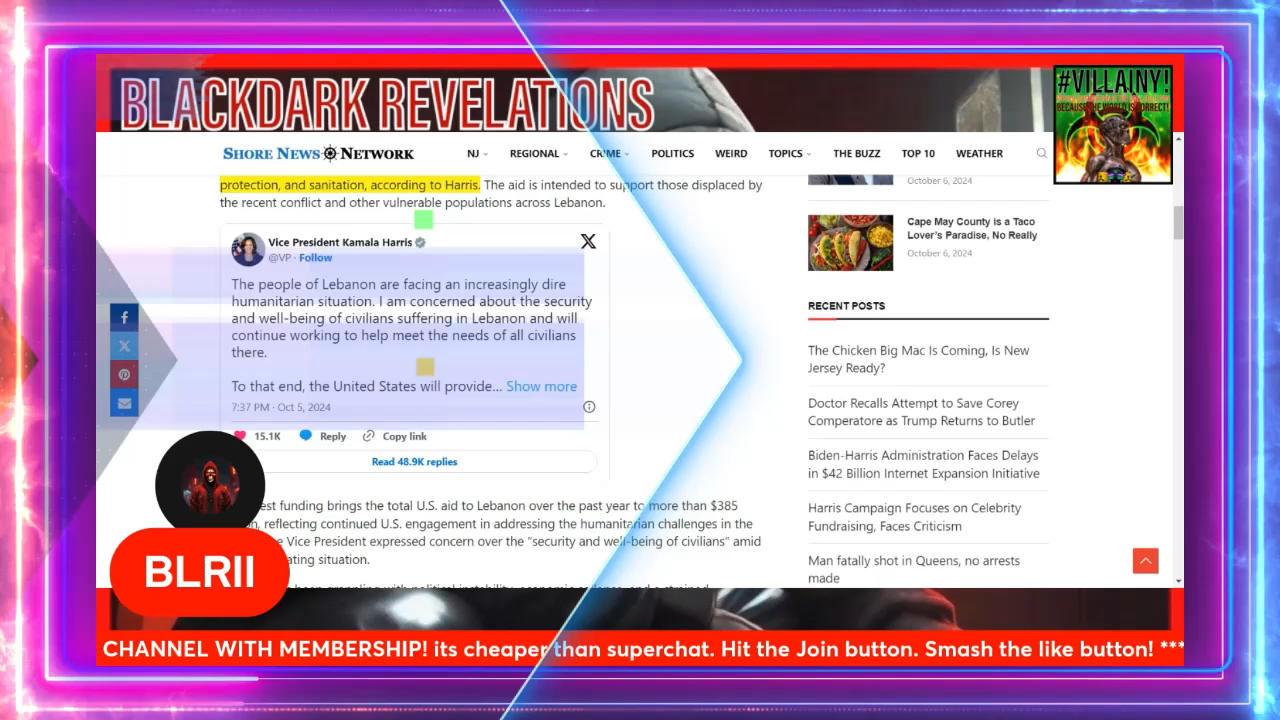 BLACKDARK REVELATIONS
#VILLAINY!
SHORE NEWS NETWORK
NJ
REGIONAL
CRIME
POLITICS
WEIRD
TOPICS
THE BUZZ
TOP 10
WEATHER
protection, and sanitation, according to Harris. The aid is intended to support those displaced by
the recent conflict and other vulnerable populations across Lebanon.
Vice President Kamala Harris
@VP · Follow
The people of Lebanon are facing an increasingly dire
humanitarian situation. I am concerned about the security
and well-being of civilians suffering in Lebanon and will
continue working to help meet the needs of all civilians
there.
To that end, the United States will provide... Show more
7:37 PM · Oct 5, 2024
15.1K
Reply
Copy link
Read 48.9K replies
est funding brings the total U.S. aid to Lebanon over the past year to more than $385
reflecting continued U.S. engagement in addressing the humanitarian challenges in the
e Vice President expressed concern over the "security and well-being of civilians" amid
ating situation.
October 6, 2024
Cape May County is a Taco
Lover's Paradise, No Really
October 6, 2024
RECENT POSTS
The Chicken Big Mac Is Coming, Is New
Jersey Ready?
Doctor Recalls Attempt to Save Corey
Comperatore as Trump Returns to Butler
Biden-Harris Administration Faces Delays
in $42 Billion Internet Expansion Initiative
Harris Campaign Focuses on Celebrity
Fundraising, Faces Criticism
Man fatally shot in Queens, no arrests
made
BLRII
CHANNEL WITH MEMBERSHIP! its cheaper than superchat. Hit the Join button. Smash the like button! ***